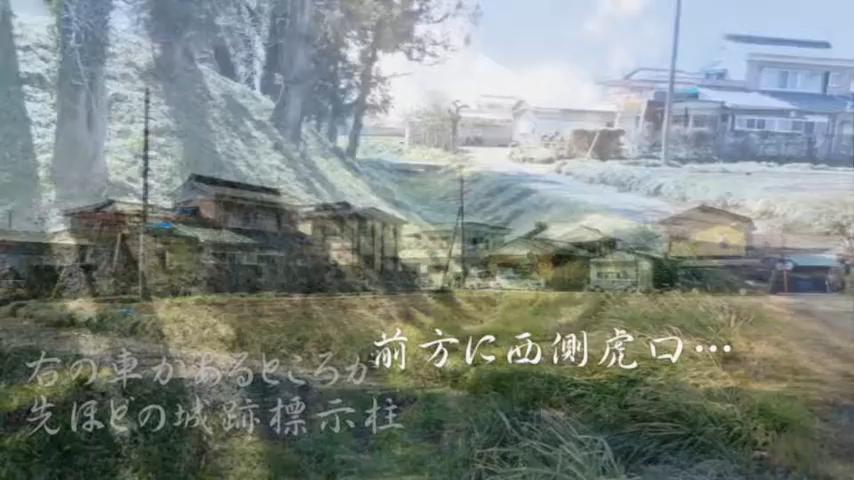 前方に西側虎口…
右の車があるところが
先ほどの城跡標示柱